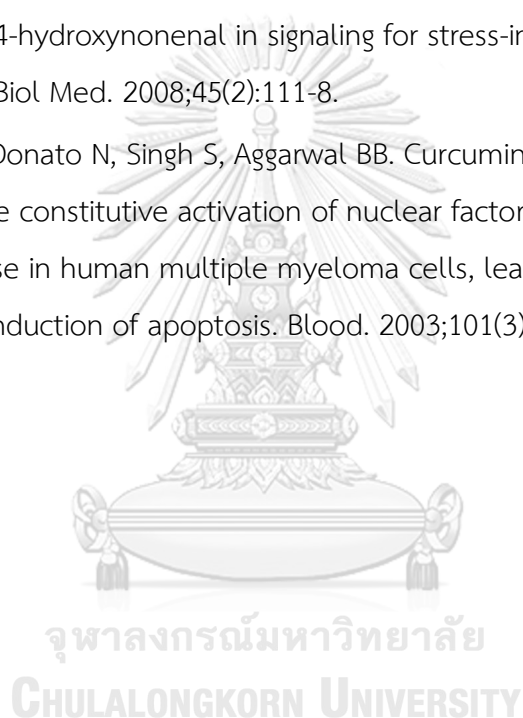 4-hydroxynonenal in signaling for stress-in
Biol Med. 2008;45(2):111-8.
Donato N, Singh S, Aggarwal BB. Curcumin
e constitutive activation of nuclear factor
se in human multiple myeloma cells, lea
nduction of apoptosis. Blood. 2003;101(3)
จุฬาลงกรณ์มหาวิทยาลัย
CHULALONGKORN UNIVERSITY